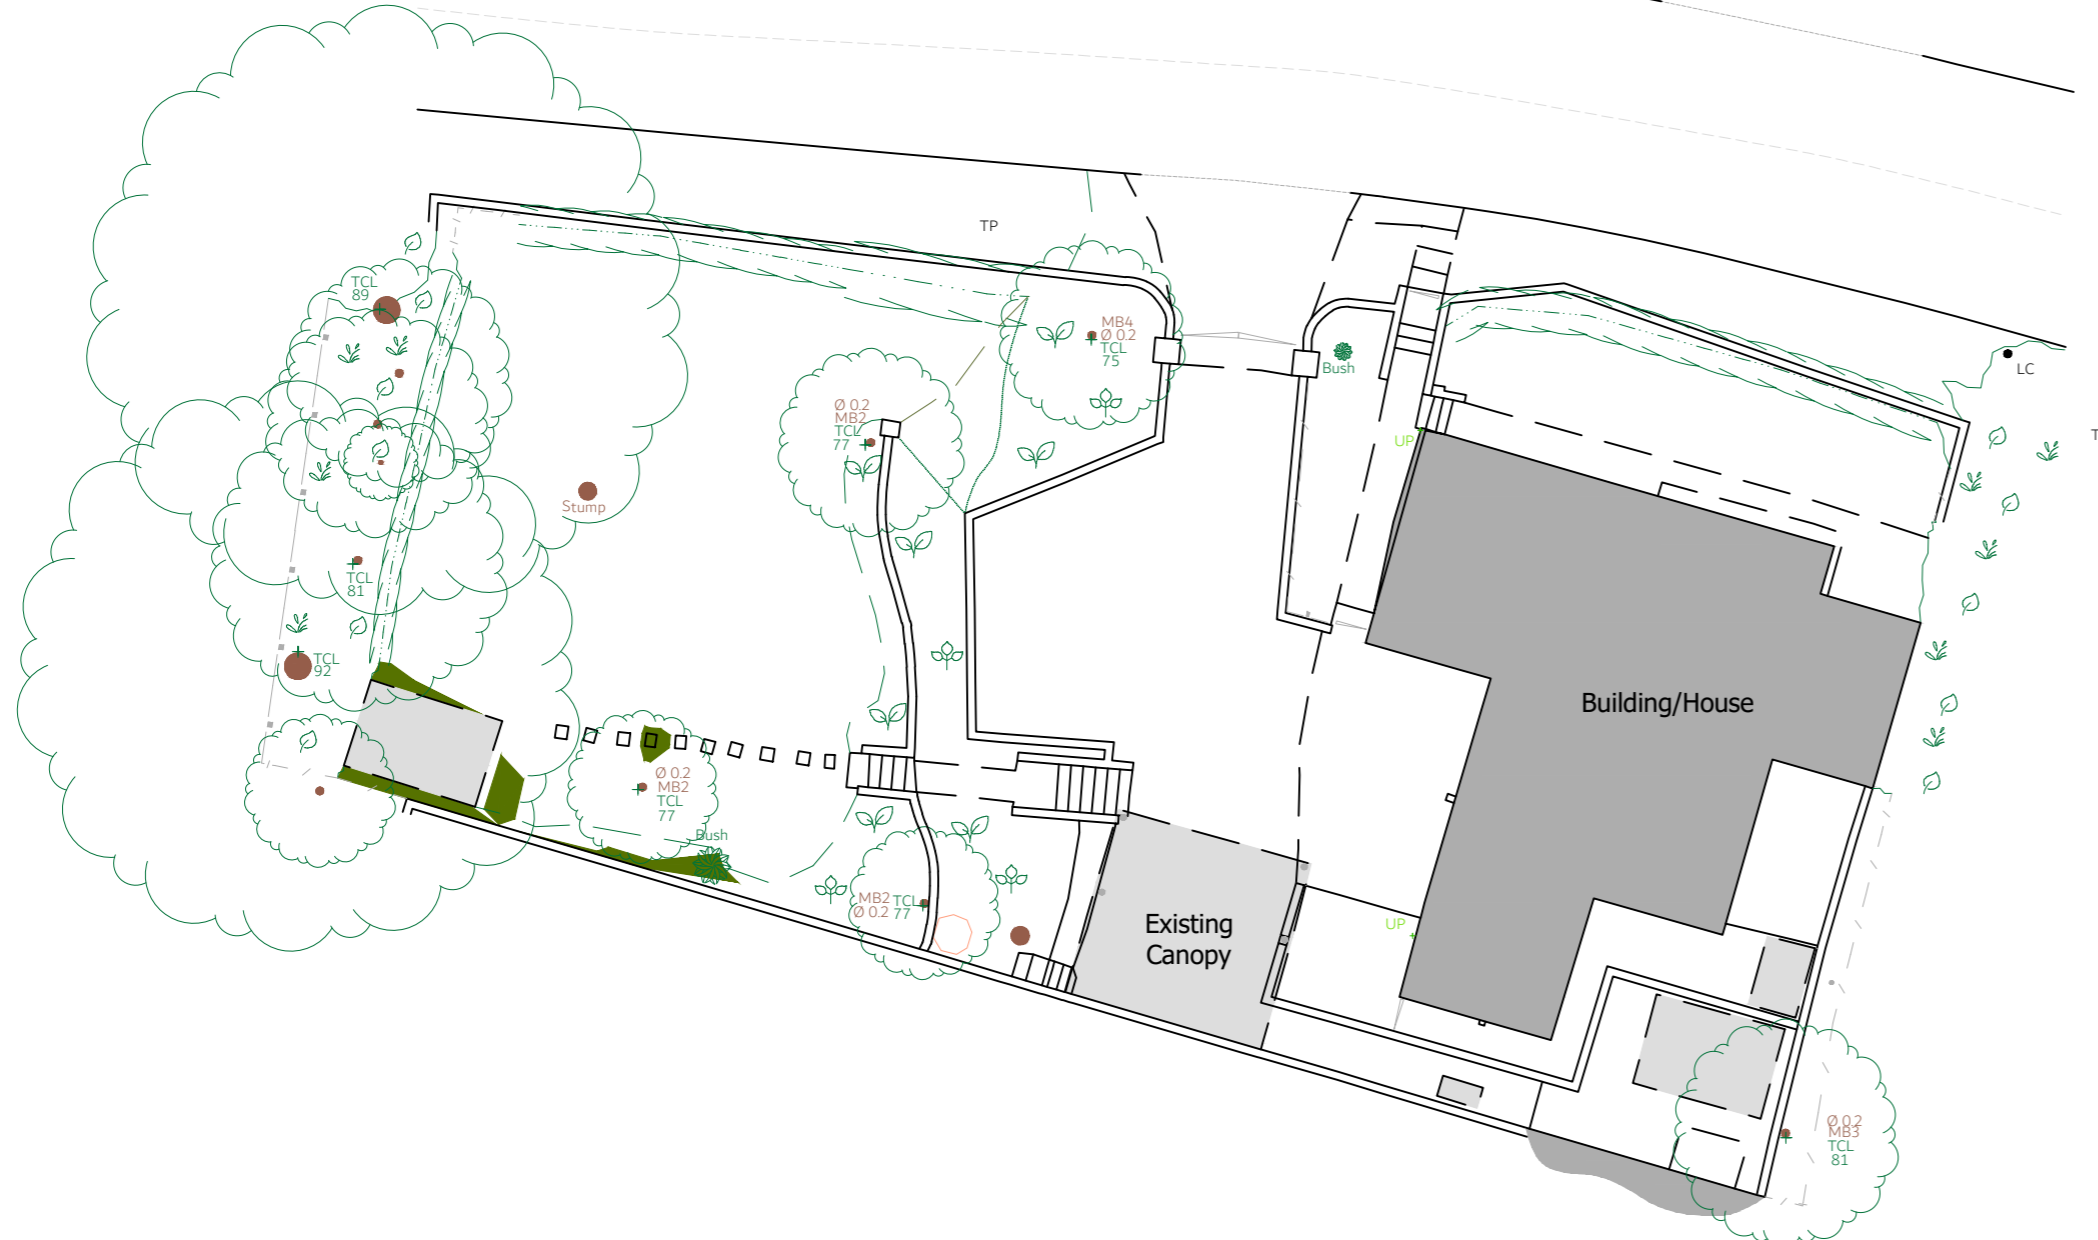 TP
TCL
89
MB4
Ø 0.2
TCL
75
Bush
LC
T
Ø 0.2
MB2
TCL
77
UP
Stump
TCL
81
TCL
92
Building/House
Ø 0.2
MB2
TCL
77
Bush
MB2 TCL
Ø 0.2 77
Existing
Canopy
UP
Ø 0.2
MB3
TCL
81